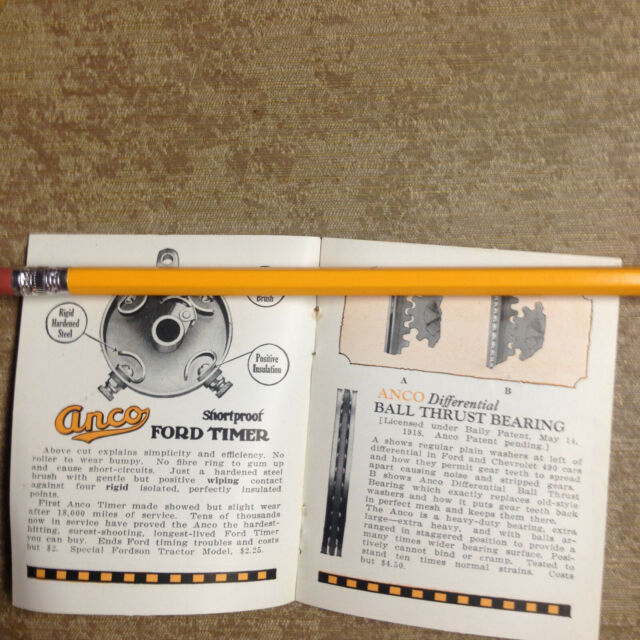 Brush
Rigid
Hardened
Steel
Positive
Insulation
Anco
Shortproof
FORD TIMER
Above cut explains simplicity and efficiency. No
roller to wear bumpy. No fibre ring to gum up
and cause short-circuits. Just a hardened steel
brush with gentle but positive wiping contact
against four rigid isolated, perfectly insulated
points.
First Anco Timer made showed but slight wear
after 18,000 miles of service. Tens of thousands
now in service have proved the Anco the hardest-
hitting, surest-shooting, longest-lived Ford Timer
you can buy. Ends Ford timing troubles and costs
but $2. Special Fordson Tractor Model, $2.25.
A B
ANCO Differential
BALL THRUST BEARING
[Licensed under Baily Patent, May 14,
1918. Anco Patent pending.]
A shows regular plain washers at left of
differential in Ford and Chevrolet 490 cars
and how they permit gear teeth to spread
apart causing noise and stripped gears.
B shows Anco Differential Ball Thrust
Bearing which exactly replaces old-style
washers and how it puts gear teeth back
in perfect mesh and keeps them there.
The Anco is a heavy-duty bearing, extra
large—extra heavy, and with balls ar-
ranged in staggered position to provide a
many times wider bearing surface. Posi-
tively cannot bind or cramp. Tested to
stand ten times normal strains. Costs
but $4.50.